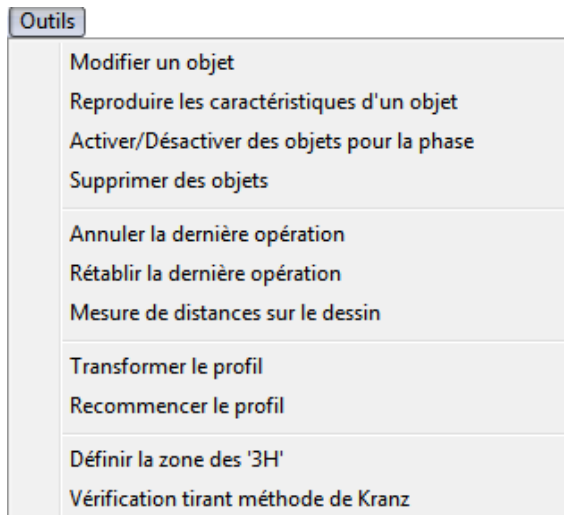 Outils
Modifier un objet
Reproduire les caractéristiques d'un objet
Activer/Désactiver des objets pour la phase
Supprimer des objets
Annuler la dernière opération
Rétablir la dernière opération
Mesure de distances sur le dessin
Transformer le profil
Recommencer le profil
Définir la zone des '3H'
Vérification tirant méthode de Kranz